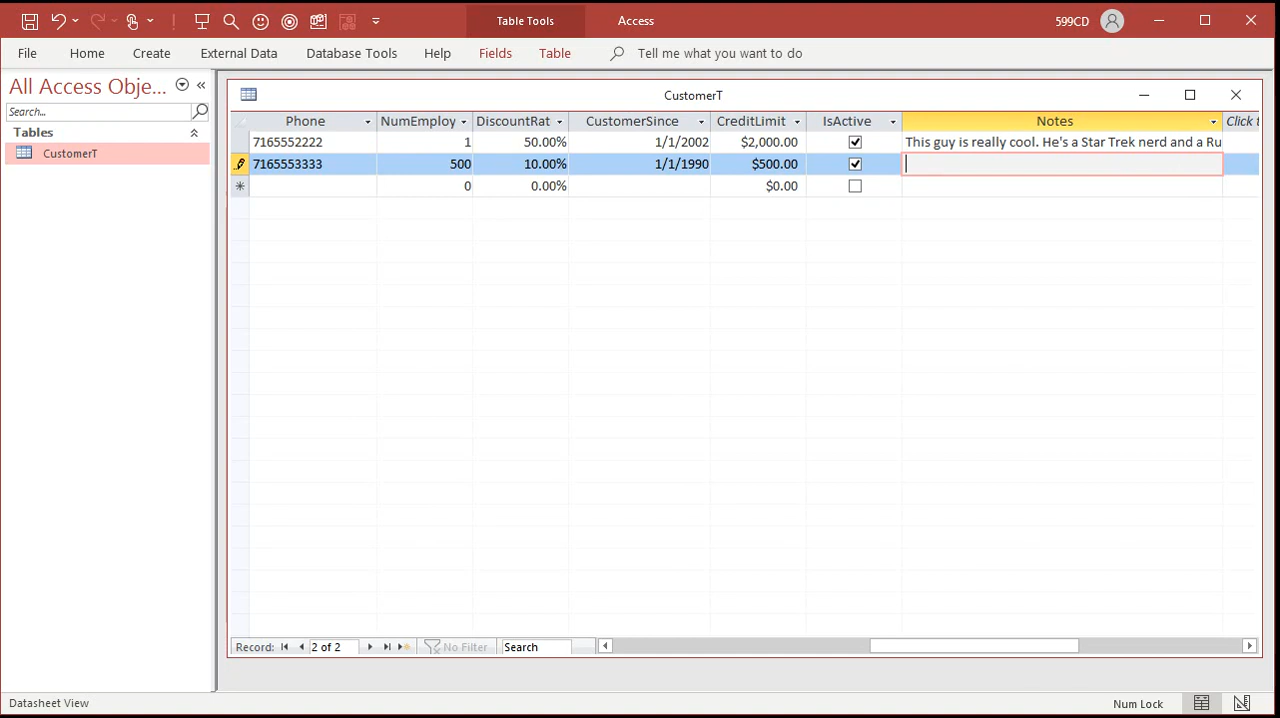 Table Tools
Access
599CD
File
Home
Create
External Data
Database Tools
Help
Fields
Table
Tell me what you want to do
All Access Obje...
Search...
Tables
CustomerT
CustomerT
Phone
NumEmploy
DiscountRat
CustomerSince
CreditLimit
IsActive
Notes
Click t
7165552222
1
50.00%
1/1/2002
$2,000.00
This guy is really cool. He's a Star Trek nerd and a Ru
7165553333
500
10.00%
1/1/1990
$500.00
0
0.00%
$0.00
Record:
2 of 2
No Filter
Search
Datasheet View
Num Lock